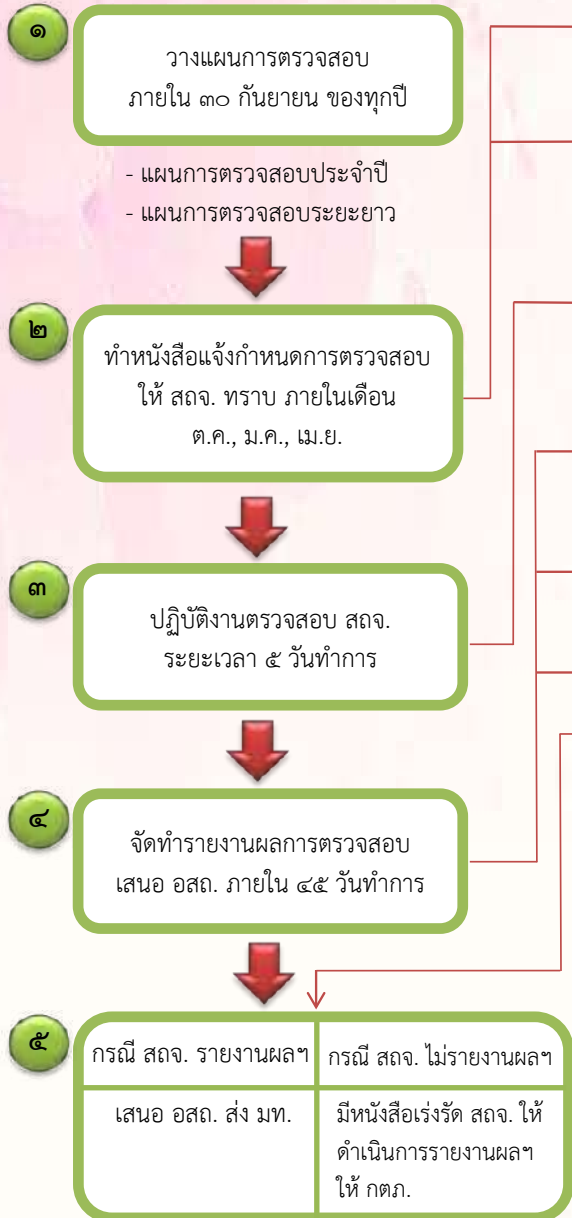 ๑
วางแผนการตรวจสอบ
ภายใน ๓๐ กันยายน ของทุกปี
- แผนการตรวจสอบประจำปี
- แผนการตรวจสอบระยะยาว
๒
ทำหนังสือแจ้งกำหนดการตรวจสอบ
ให้ สถจ. ทราบ ภายในเดือน
ต.ค., ม.ค., เม.ย.
๓
ปฏิบัติงานตรวจสอบ สถจ.
ระยะเวลา ๕ วันทำการ
๔
จัดทำรายงานผลการตรวจสอบ
เสนอ อสถ. ภายใน ๔๕ วันทำการ
๕
กรณี สถจ. รายงานผลฯ
เสนอ อสถ. ส่ง มท.
กรณี สถจ. ไม่รายงานผลฯ
มีหนังสือเร่งรัด สถจ. ให้
ดำเนินการรายงานผลฯ
ให้ กตภ.